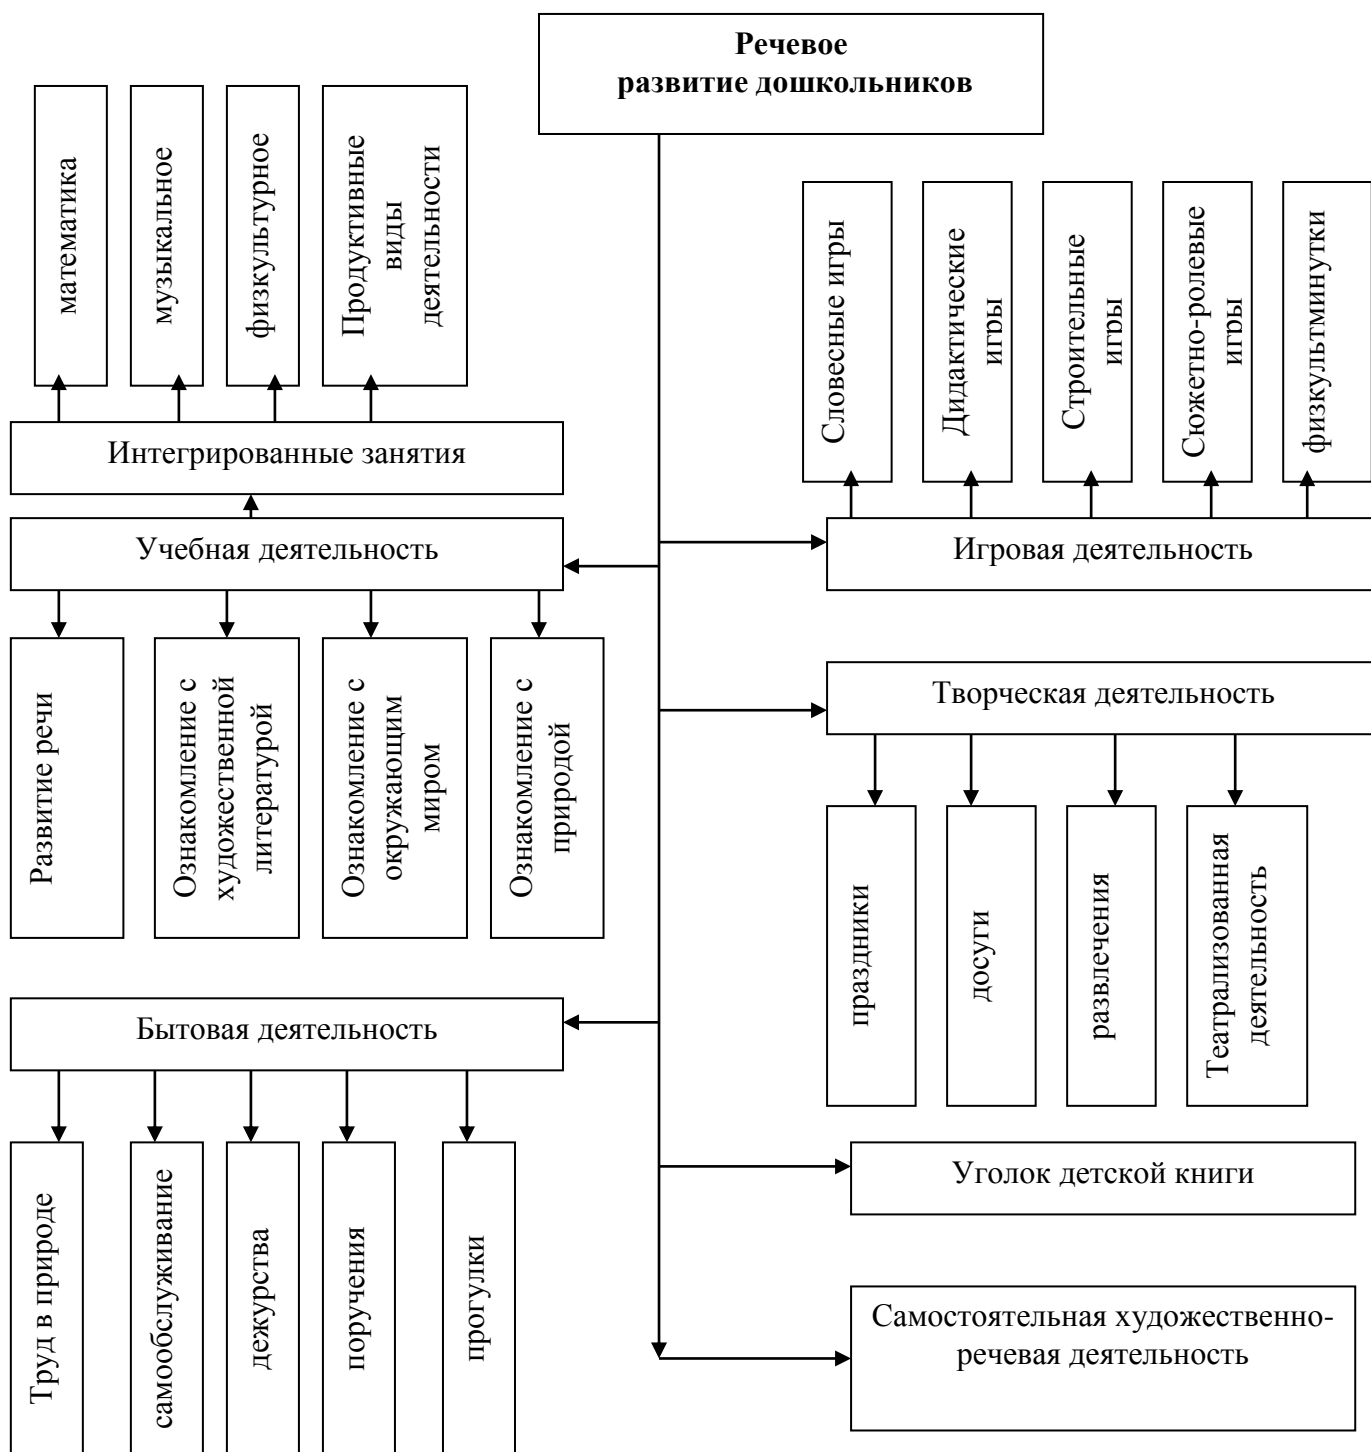 Речевое
развитие дошкольников
математика
музыкальное
физкультурное
Продуктивные
виды
деятельности
Интегрированные занятия
Учебная деятельность
Развитие речи
Ознакомление с
художественной
литературой
Ознакомление с
окружающим
миром
Ознакомление с
природой
Бытовая деятельность
Труд в природе
самообслуживание
дежурства
поручения
прогулки
Словесные игры
Дидактические
игры
Строительные
игры
Сюжетно-ролевые
игры
физкультминутки
Игровая деятельность
Творческая деятельность
праздники
досуги
развлечения
Театрализованная
деятельность
Уголок детской книги
Самостоятельная художественно-
речевая деятельность